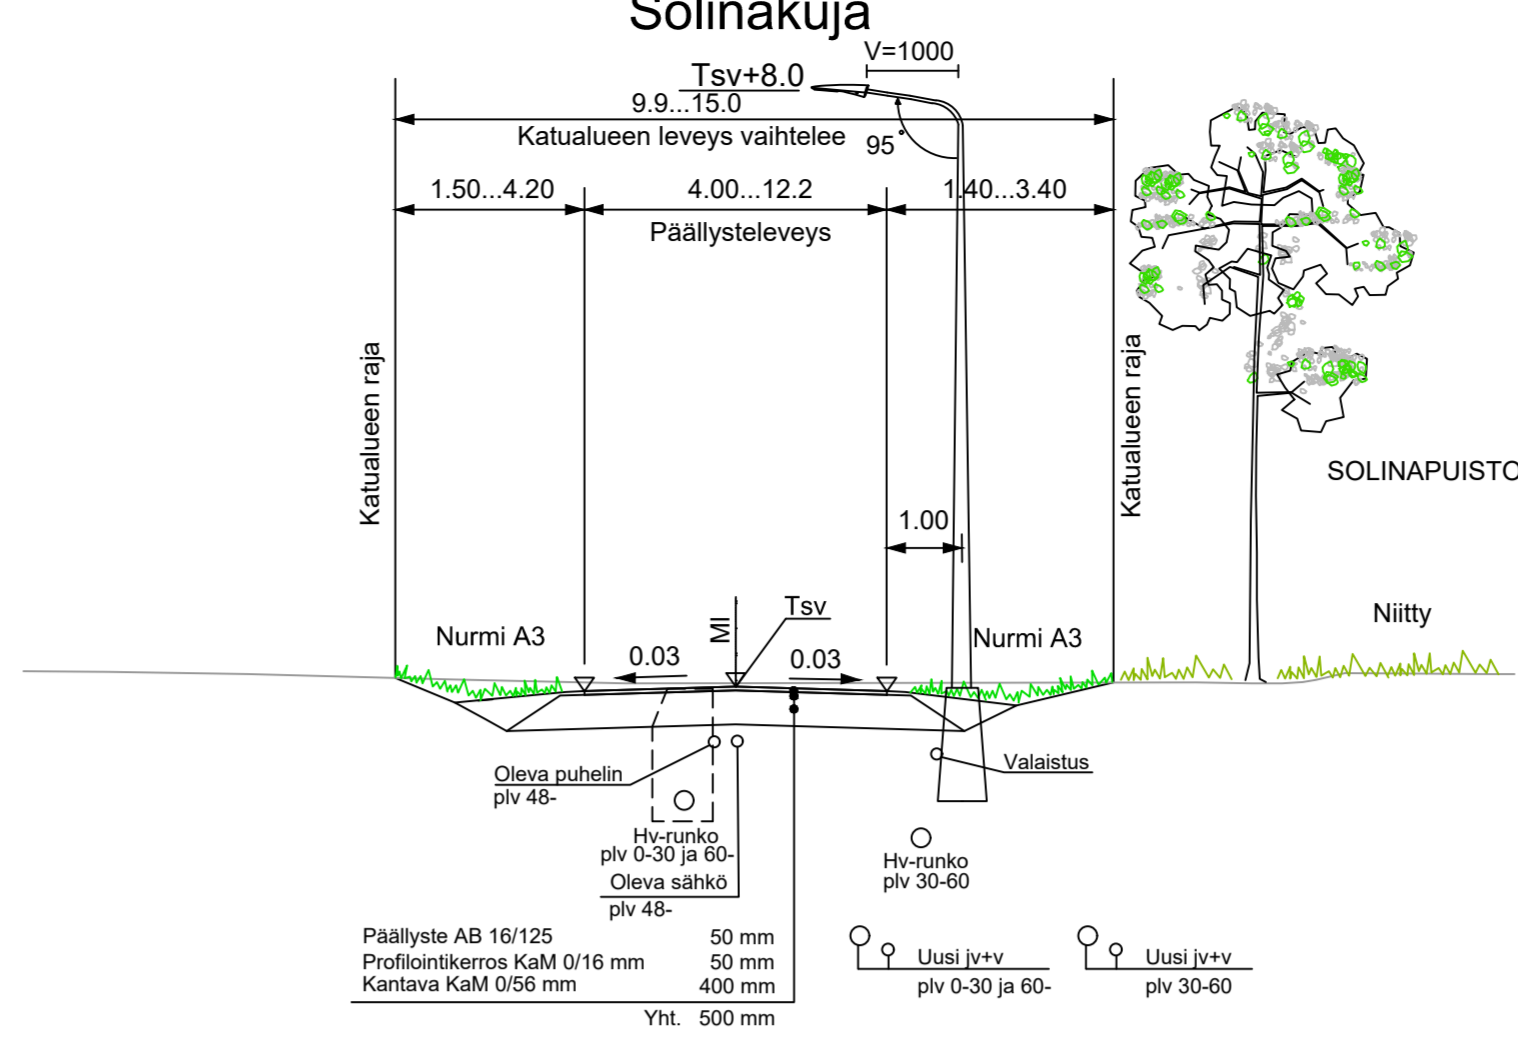 Solinakuja
V=1000
Tsv+8.0
9.9...15.0
Katualueen leveys vaihtelee
95°
1.50...4.20
4.00...12.2
1.40...3.40
Päällysteleveys
Katualueen raja
Katualueen raja
SOLINAPUISTO
1.00
Nurmi A3
Ml
Tsv
Nurmi A3
Niitty
0.03
0.03
Oleva puhelin
plv 48-
Valaistus
Hv-runko
plv 0-30 ja 60-
Hv-runko
plv 30-60
Oleva sähkö
plv 48-
Päällyste AB 16/125 50 mm
Profilointikerros KaM 0/16 mm 50 mm
Kantava KaM 0/56 mm 400 mm
Yht. 500 mm
Uusi jv+v
plv 0-30 ja 60-
Uusi jv+v
plv 30-60